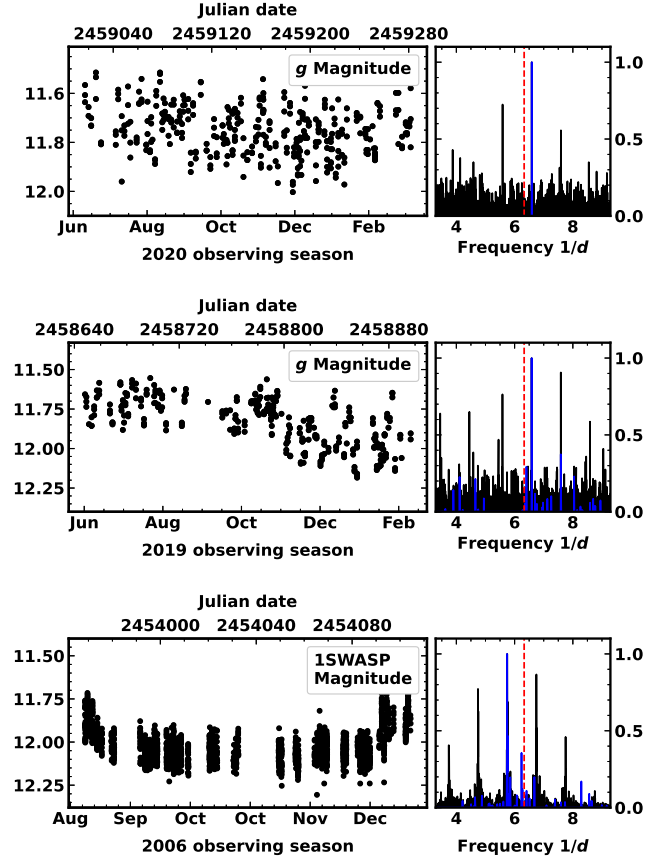 Julian date
2459040 2459120 2459200 2459280
g Magnitude
11.6
11.8
12.0
1.0
0.5
0.0
Jun Aug Oct Dec Feb
4 6 8
2020 observing season
Frequency 1/d
Julian date
2458640 2458720 2458800 2458880
g Magnitude
11.50
11.75
12.00
12.25
1.0
0.5
0.0
Jun Aug Oct Dec Feb
4 6 8
2019 observing season
Frequency 1/d
Julian date
2454000 2454040 2454080
1SWASP
Magnitude
11.50
11.75
12.00
12.25
1.0
0.5
0.0
Aug Sep Oct Oct Nov Dec
4 6 8
2006 observing season
Frequency 1/d